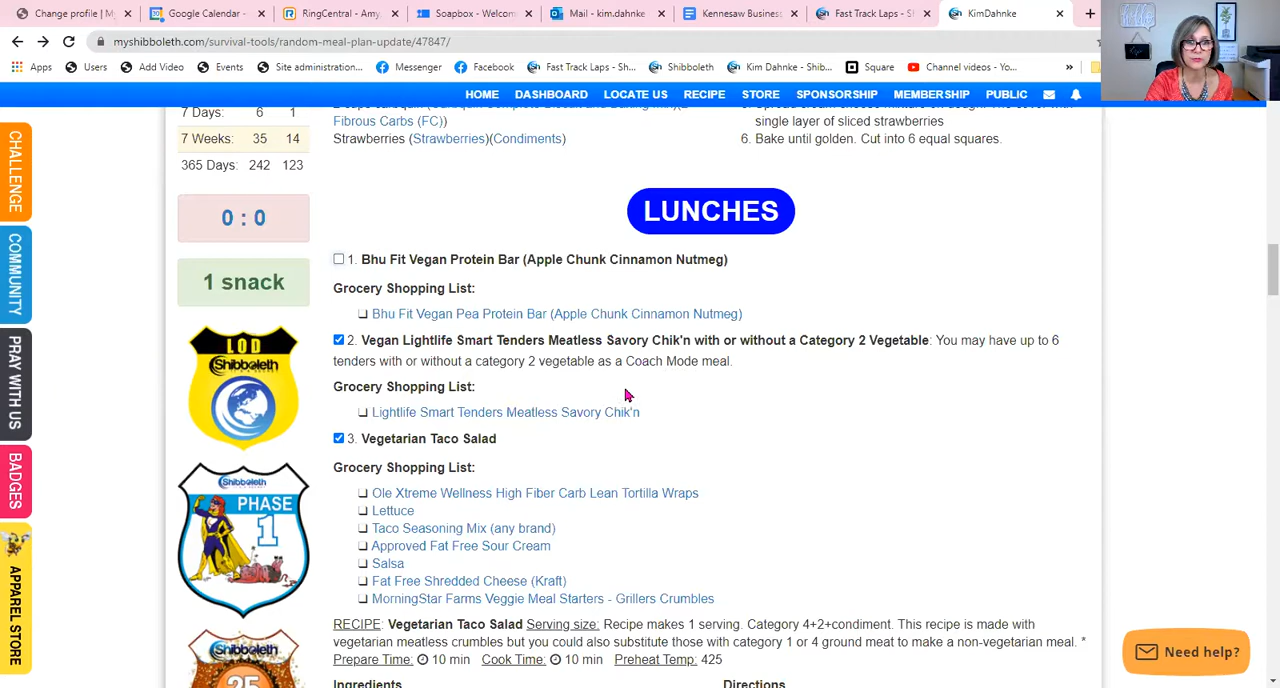 Change profile | M
Google Calendar -
RingCentral - Amy
Soapbox - Welcom
Mail - kim.dahnke
Kennesaw Busines
Fast Track Laps - S
KimDahnke
myshibboleth.com/survival-tools/random-meal-plan-update/47847/
Apps Users Add Video Events Site administration... Messenger Fast Track Laps - Sh... Shibboleth Kim Dahnke - Shib... Square Channel videos - Yo... »
HOME DASHBOARD LOCATE US RECIPE STORE SPONSORSHIP MEMBERSHIP PUBLIC
7 Days: 6 1
7 Weeks: 35 14
365 Days: 242 123
0 : 0
1 snack
LOD
Shibboleth
Shibboleth
PHASE
1
Shibboleth
25
CHALLENGE
COMMUNITY
PRAY WITH US
BADGES
APPAREL STORE
Fibrous Carbs (FC))
Strawberries (Strawberries)(Condiments)
single layer of sliced strawberries
6. Bake until golden. Cut into 6 equal squares.
LUNCHES
1. Bhu Fit Vegan Protein Bar (Apple Chunk Cinnamon Nutmeg)
Grocery Shopping List:
Bhu Fit Vegan Pea Protein Bar (Apple Chunk Cinnamon Nutmeg)
2. Vegan Lightlife Smart Tenders Meatless Savory Chik'n with or without a Category 2 Vegetable: You may have up to 6
tenders with or without a category 2 vegetable as a Coach Mode meal.
Grocery Shopping List:
Lightlife Smart Tenders Meatless Savory Chik'n
3. Vegetarian Taco Salad
Grocery Shopping List:
Ole Xtreme Wellness High Fiber Carb Lean Tortilla Wraps
Lettuce
Taco Seasoning Mix (any brand)
Approved Fat Free Sour Cream
Salsa
Fat Free Shredded Cheese (Kraft)
MorningStar Farms Veggie Meal Starters - Grillers Crumbles
RECIPE: Vegetarian Taco Salad Serving size: Recipe makes 1 serving. Category 4+2+condiment. This recipe is made with
vegetarian meatless crumbles but you could also substitute those with category 1 or 4 ground meat to make a non-vegetarian meal. *
Prepare Time: 10 min Cook Time: 10 min Preheat Temp: 425
Ingredients Directions
Need help?